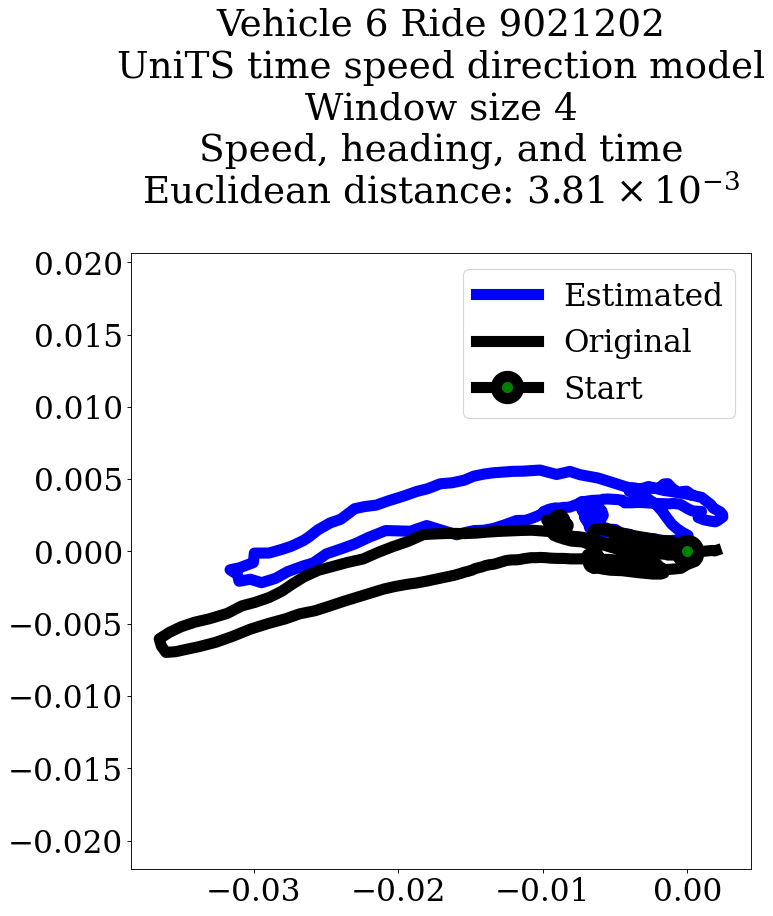 Vehicle 6 Ride 9021202
UniTS time speed direction model
Window size 4
Speed, heading, and time
Euclidean distance: 3.81 × 10⁻³
0.020
Estimated
0.015
Original
0.010
Start
0.005
0.000
−0.005
−0.010
−0.015
−0.020
−0.03 −0.02 −0.01 0.00